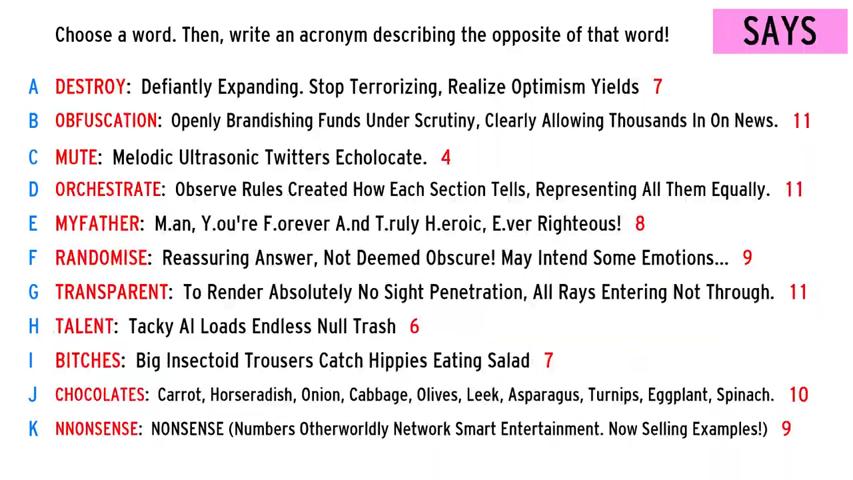 Choose a word. Then, write an acronym describing the opposite of that word!
SAYS
A DESTROY: Defiantly Expanding. Stop Terrorizing, Realize Optimism Yields 7
B OBFUSCATION: Openly Brandishing Funds Under Scrutiny, Clearly Allowing Thousands In On News. 11
C MUTE: Melodic Ultrasonic Twitters Echolocate. 4
D ORCHESTRATE: Observe Rules Created How Each Section Tells, Representing All Them Equally. 11
E MYFATHER: M.an, Y.ou're F.orever A.nd T.ruly H.eroic, E.ver Righteous! 8
F RANDOMISE: Reassuring Answer, Not Deemed Obscure! May Intend Some Emotions... 9
G TRANSPARENT: To Render Absolutely No Sight Penetration, All Rays Entering Not Through. 11
H TALENT: Tacky AI Loads Endless Null Trash 6
I BITCHES: Big Insectoid Trousers Catch Hippies Eating Salad 7
J CHOCOLATES: Carrot, Horseradish, Onion, Cabbage, Olives, Leek, Asparagus, Turnips, Eggplant, Spinach. 10
K NNONSENSE: NONSENSE (Numbers Otherworldly Network Smart Entertainment. Now Selling Examples!) 9